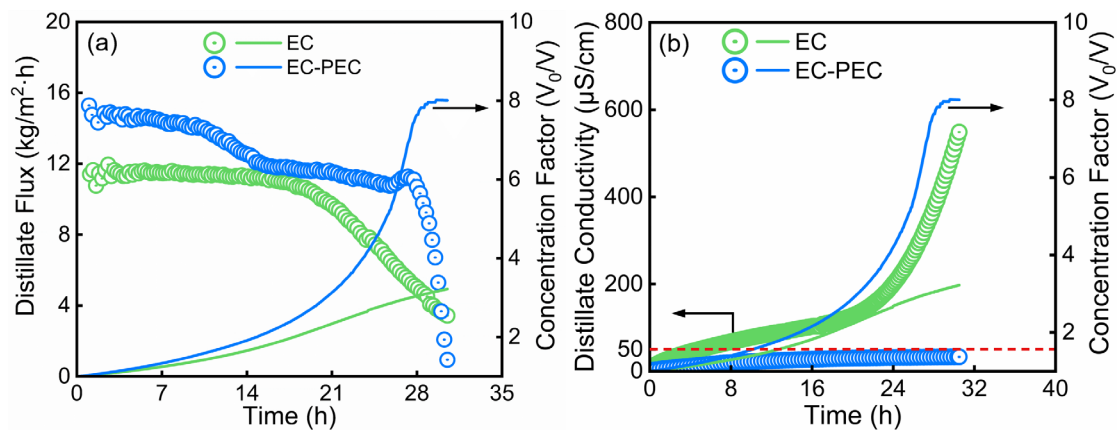 (a)
EC
EC-PEC
Distillate Flux (kg/m²·h)
20
16
12
8
4
0
0
7
14
21
28
35
Time (h)
10
8
6
4
2
Concentration Factor (V₀/V)
(b)
EC
EC-PEC
Distillate Conductivity (μS/cm)
800
600
400
200
50
0
0
8
16
24
32
40
Time (h)
10
8
6
4
2
Concentration Factor (V₀/V)